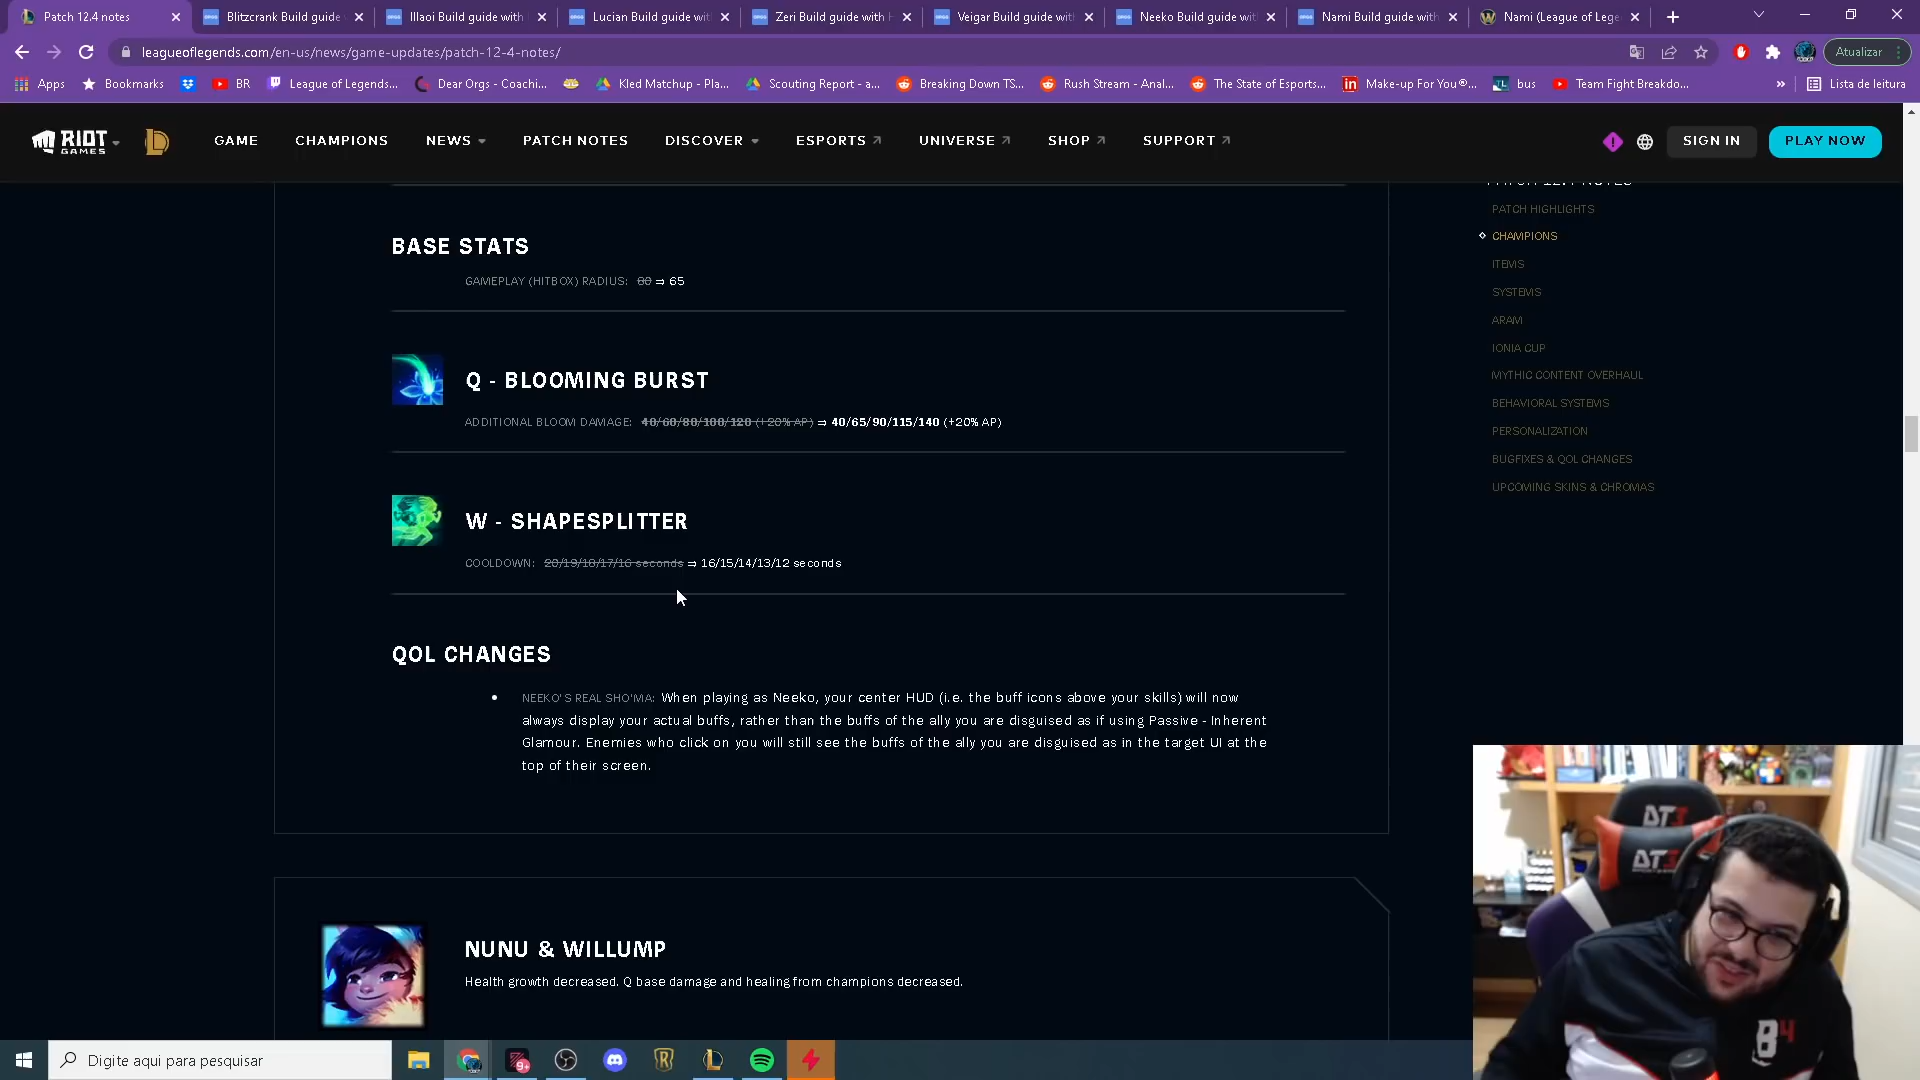 Patch 12.4 notes
Blitzcrank Build guide
Illaoi Build guide with
Lucian Build guide wit
Zeri Build guide with
Veigar Build guide wit
Neeko Build guide wit
Nami Build guide with
Nami (League of Lege
leagueoflegends.com/en-us/news/game-updates/patch-12-4-notes/
Atualizar
Apps
Bookmarks
BR
League of Legends...
Dear Orgs - Coachi...
Kled Matchup - Pla...
Scouting Report - a...
Breaking Down TS...
Rush Stream - Anal...
The State of Esports...
Make-up For You®...
bus
Team Fight Breakdo...
»
Lista de leitura
RIOT GAMES
GAME
CHAMPIONS
NEWS
PATCH NOTES
DISCOVER
ESPORTS
UNIVERSE
SHOP
SUPPORT
SIGN IN
PLAY NOW
PATCH 12.4 NOTES
PATCH HIGHLIGHTS
CHAMPIONS
ITEMS
SYSTEMS
ARAM
IONIA CUP
MYTHIC CONTENT OVERHAUL
BEHAVIORAL SYSTEMS
PERSONALIZATION
BUGFIXES & QOL CHANGES
UPCOMING SKINS & CHROMAS
BASE STATS
GAMEPLAY (HITBOX) RADIUS: 80 ⇒ 65
Q - BLOOMING BURST
ADDITIONAL BLOOM DAMAGE: 40/60/80/100/120 (+20% AP) ⇒ 40/65/90/115/140 (+20% AP)
W - SHAPESPLITTER
COOLDOWN: 20/19/18/17/16 seconds ⇒ 16/15/14/13/12 seconds
QOL CHANGES
NEEKO'S REAL SHO'MA: When playing as Neeko, your center HUD (i.e. the buff icons above your skills) will now
always display your actual buffs, rather than the buffs of the ally you are disguised as if using Passive - Inherent
Glamour. Enemies who click on you will still see the buffs of the ally you are disguised as in the target UI at the
top of their screen.
NUNU & WILLUMP
Health growth decreased. Q base damage and healing from champions decreased.
DT3
DT3
B4
Digite aqui para pesquisar
9+